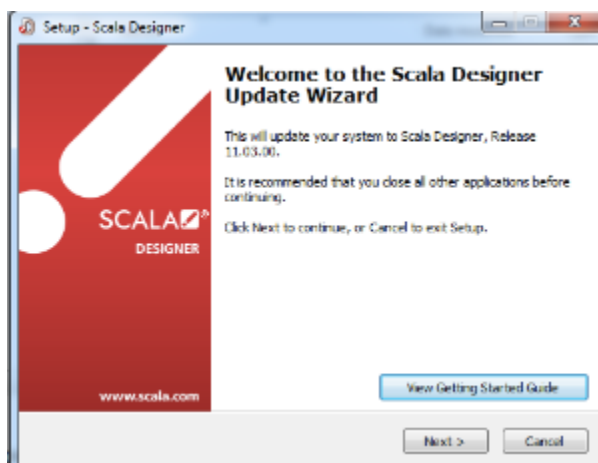 Setup - Scala Designer
Welcome to the Scala Designer
Update Wizard
This will update your system to Scala Designer, Release
11.03.00.
It is recommended that you close all other applications before
continuing.
Click Next to continue, or Cancel to exit Setup.
SCALA®
DESIGNER
www.scala.com
View Getting Started Guide
Next >
Cancel